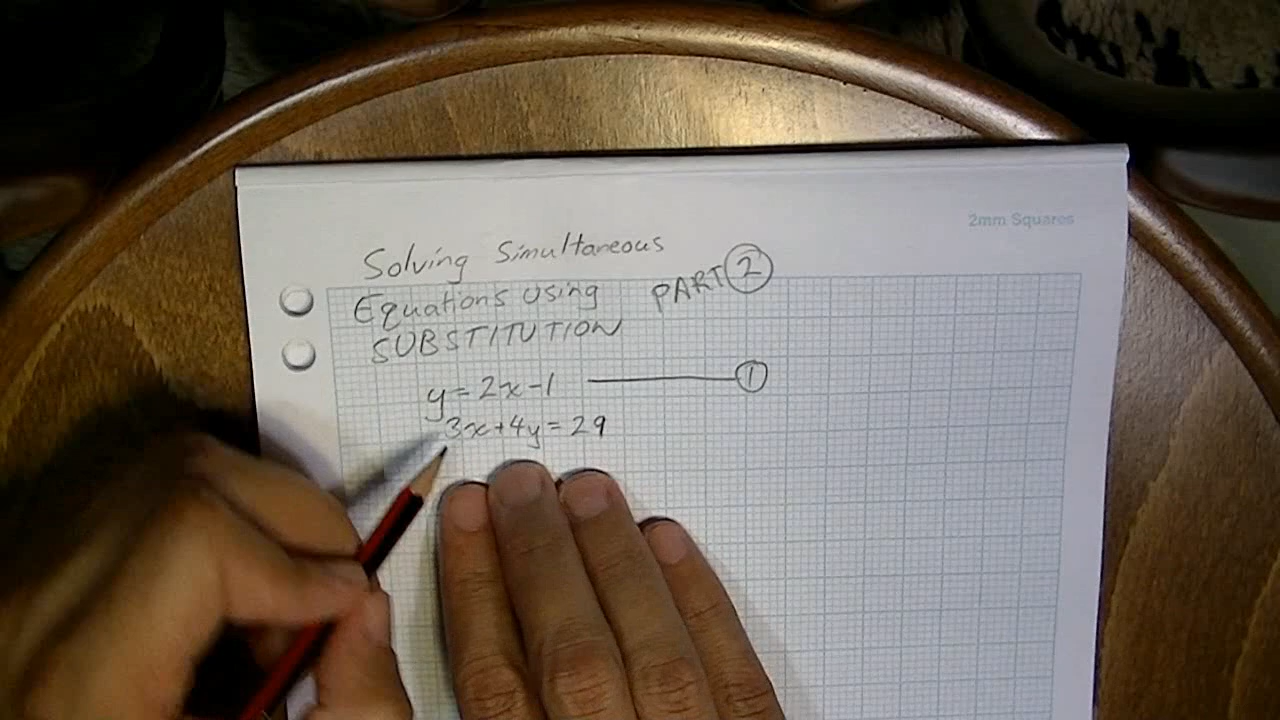 2mm Squares
Solving Simultaneous
Equations using PART 2
SUBSTITUTION
y=2x-1 ——— 1
3x+4y=29